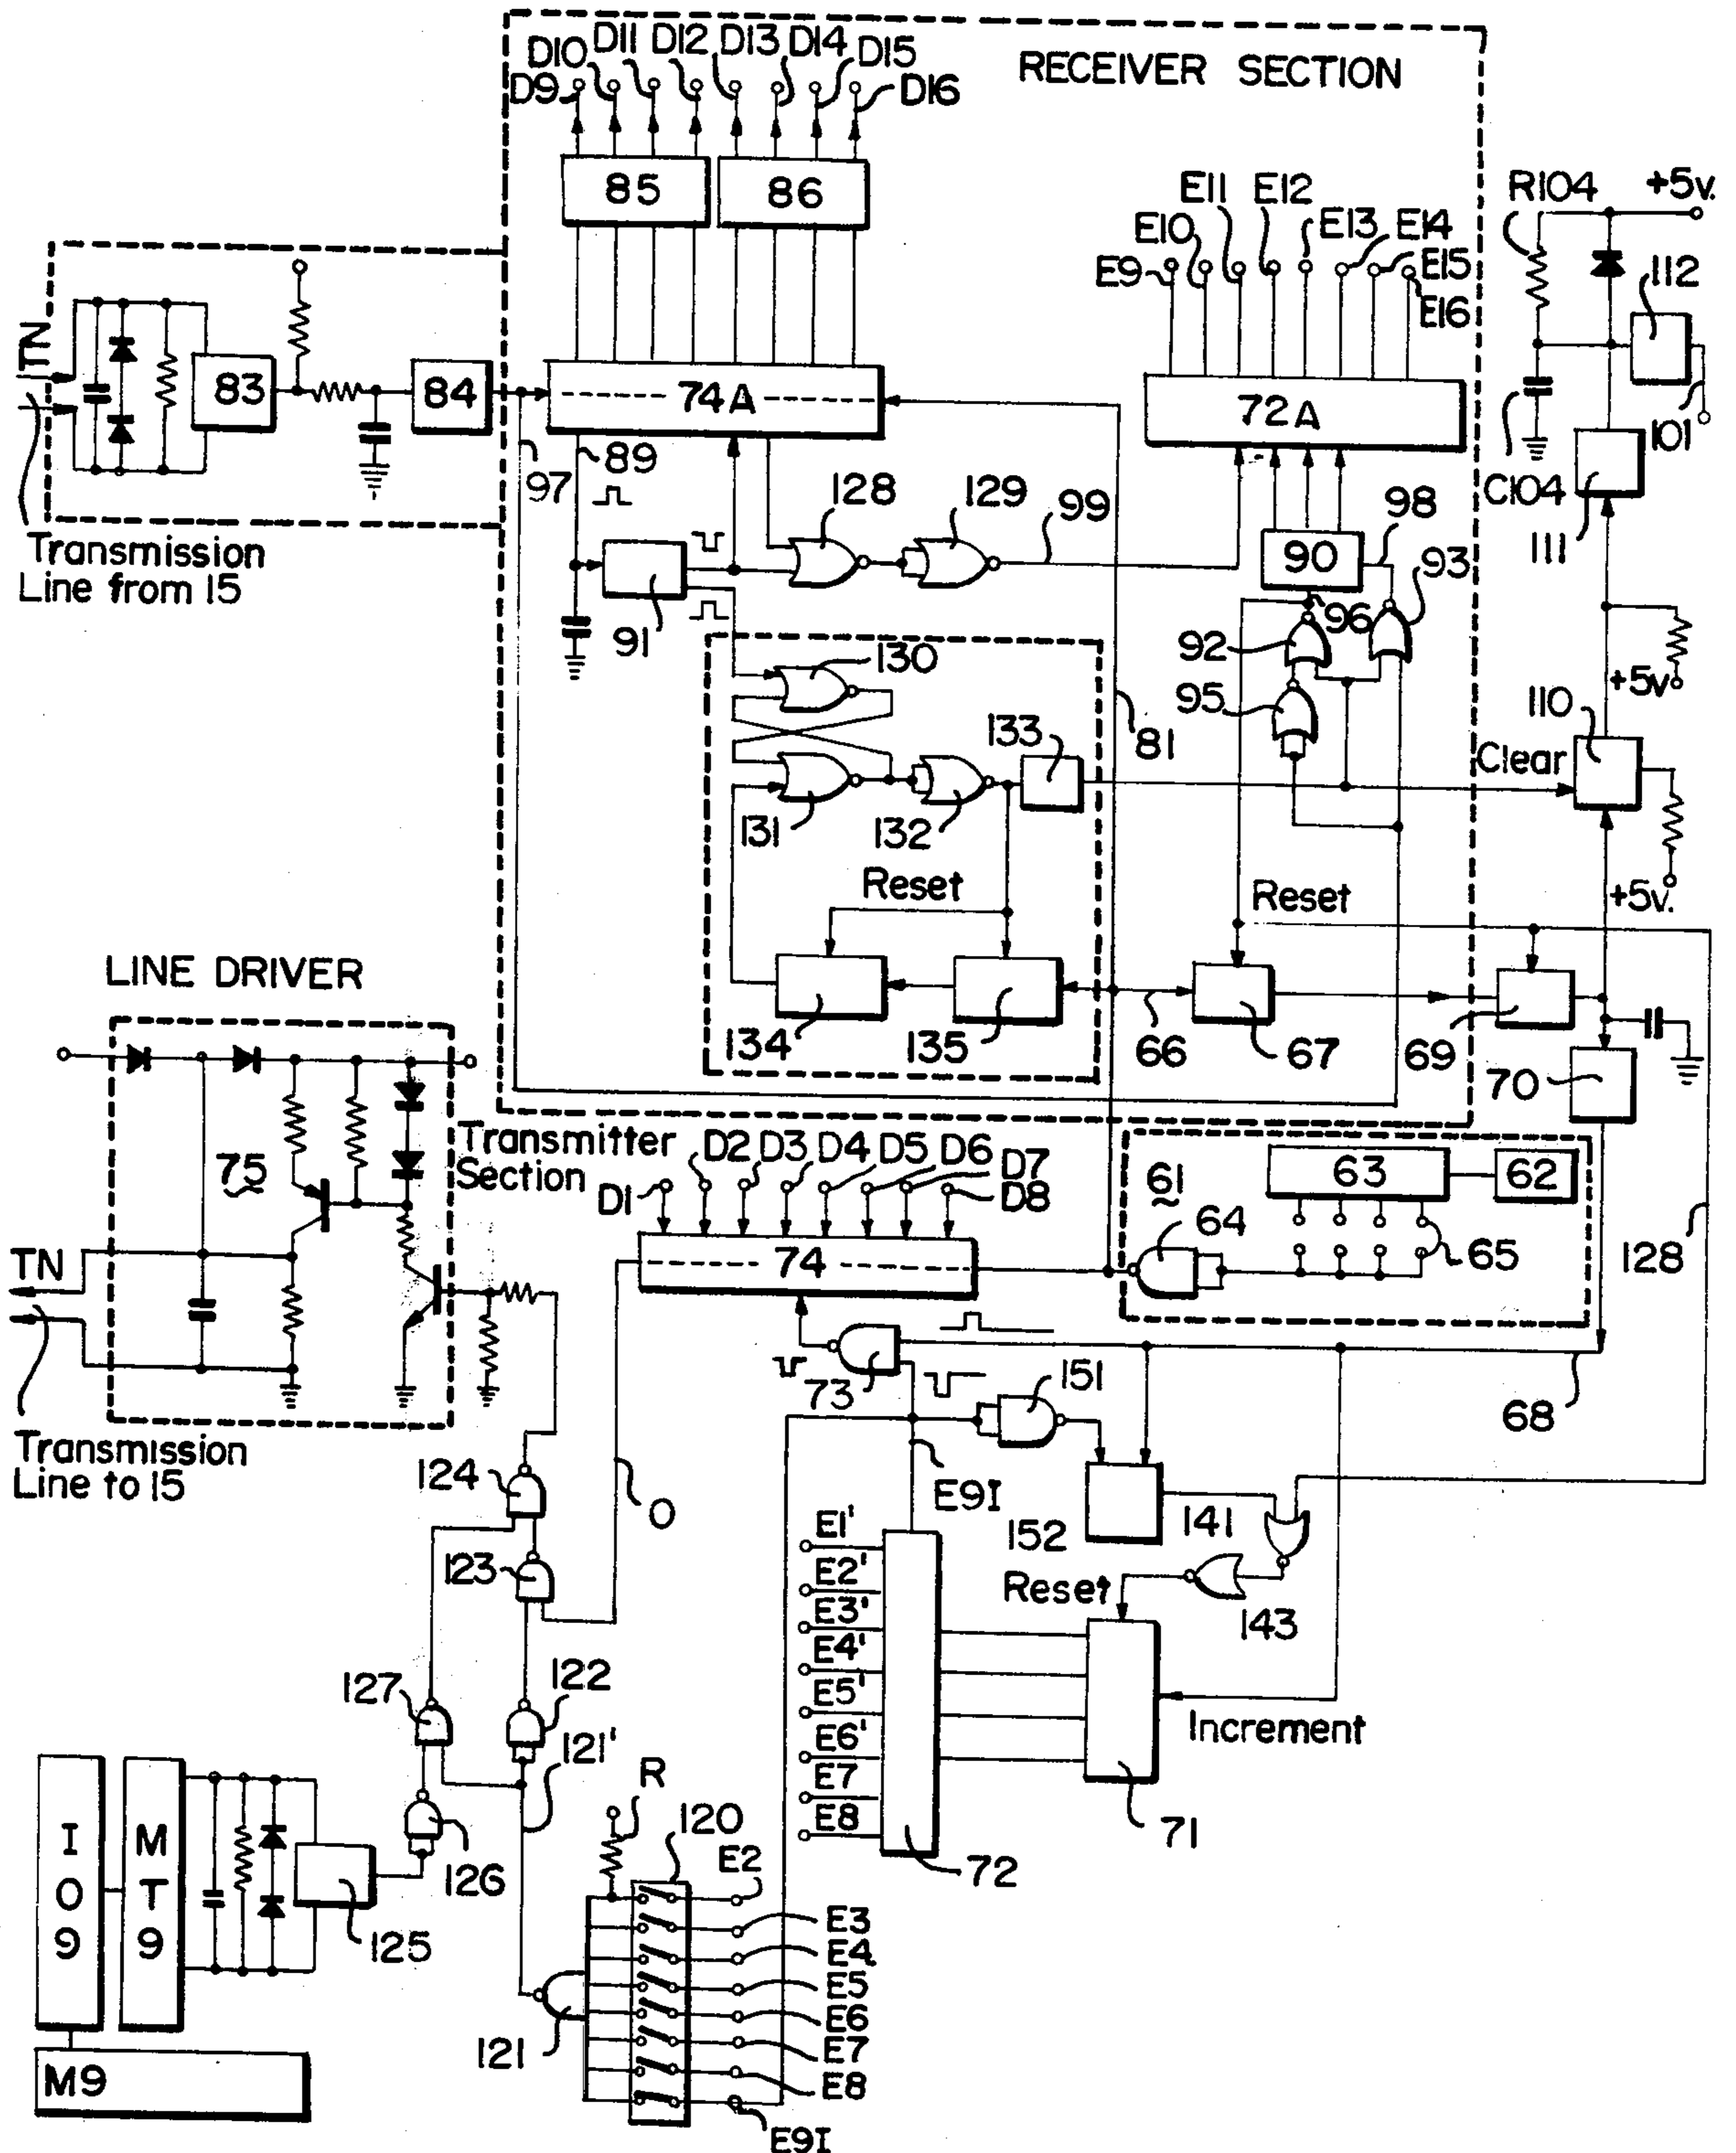 D10 D11 D12 D13 D14 D15
D9 D16
RECEIVER SECTION
85 86
E11 E12 E13 E14
E10 E15
E9 E16
R104 +5v.
112
101
C104
111
TN
83
84
74A
72A
97
89
128
129
99
90
98
93
91
92
96
95
Transmission
Line from 15
130
133
81
131
132
110
+5v
Clear
Reset
Reset
+5v.
134
135
66
67
69
70
LINE DRIVER
75
TN
Transmission
Line to 15
Transmitter
Section
D1 D2 D3 D4 D5 D6 D7 D8
74
61
63 62
64
65
128
73
151
68
E9I
124
O
123
152
141
Reset
143
E1'
E2'
E3'
E4'
E5'
E6'
E7
E8
127
122
121'
Increment
71
72
R
120
E2
E3
E4
E5
E6
E7
E8
E9I
I
O
9
M
T
9
125
126
121
M9